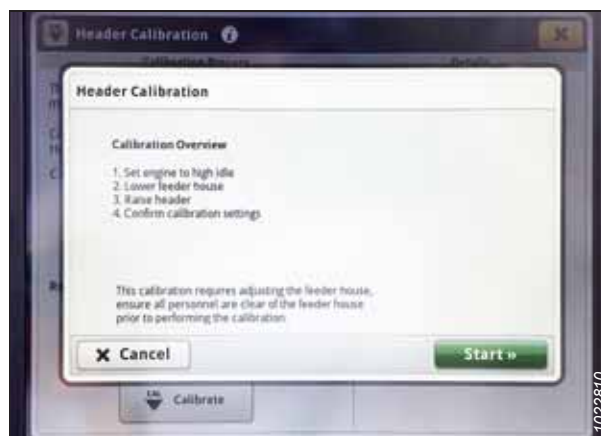 Header Calibration
Header Calibration
Calibration Overview
1. Set engine to high idle
2. Lower feeder house
3. Raise header
4. Confirm calibration settings
This calibration requires adjusting the feeder house,
ensure all personnel are clear of the feeder house
prior to performing the calibration
Cancel
Start »
CAL
Calibrate
1022810